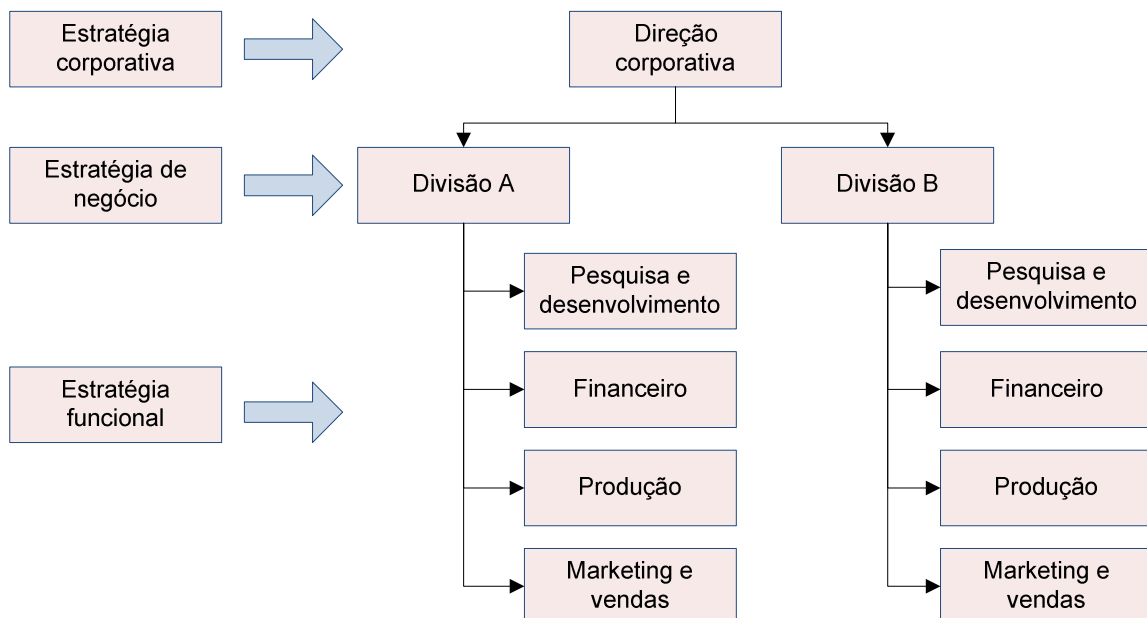 Estratégia
corporativa
Direção
corporativa
Estratégia de
negócio
Divisão A
Divisão B
Estratégia
funcional
Pesquisa e
desenvolvimento
Financeiro
Produção
Marketing e
vendas
Pesquisa e
desenvolvimento
Financeiro
Produção
Marketing e
vendas